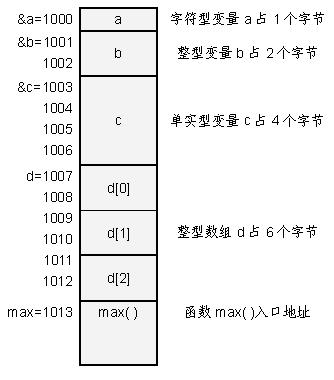 &a=1000 a 字符型变量 a 占 1 个字节
&b=1001 b 整型变量 b 占 2 个字节
1002
&c=1003
1004 c 单实型变量 c 占 4 个字节
1005
1006
d=1007 d[0]
1008
1009 d[1] 整型数组 d 占 6 个字节
1010
1011 d[2]
1012
max=1013 max( ) 函数 max( )入口地址